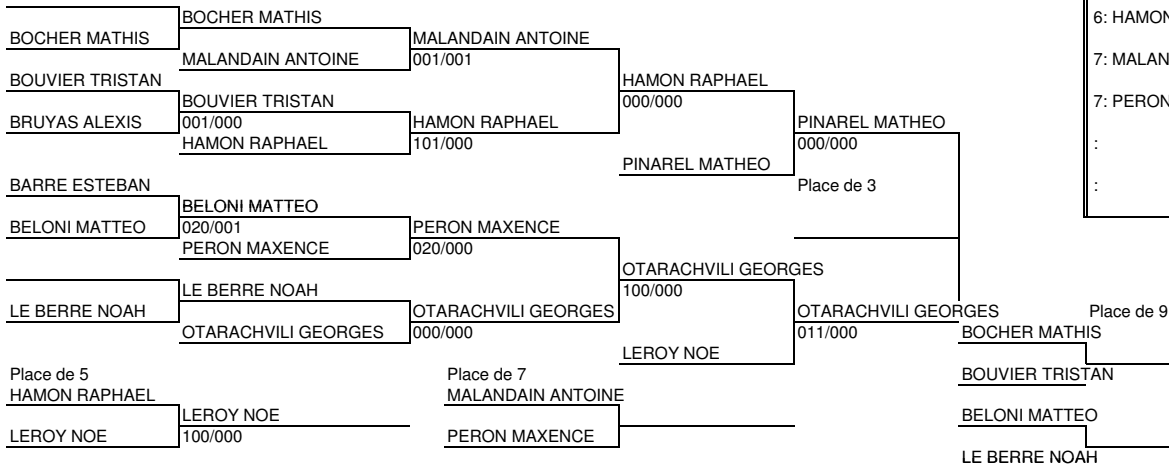 BOCHER MATHIS
6: HAMON
BOCHER MATHIS MALANDAIN ANTOINE
MALANDAIN ANTOINE 001/001
7: MALAN
BOUVIER TRISTAN HAMON RAPHAEL
BOUVIER TRISTAN 000/000
7: PERON
BRUYAS ALEXIS 001/000 HAMON RAPHAEL PINAREL MATHEO
HAMON RAPHAEL 101/000 000/000
:
PINAREL MATHEO
BARRE ESTEBAN Place de 3
:
BELONI MATTEO
BELONI MATTEO 020/001 PERON MAXENCE
PERON MAXENCE 020/000
OTARACHVILI GEORGES
LE BERRE NOAH 100/000
LE BERRE NOAH OTARACHVILI GEORGES OTARACHVILI GEORGES Place de 9
OTARACHVILI GEORGES 000/000 011/000 BOCHER MATHIS
LEROY NOE
Place de 5 Place de 7 BOUVIER TRISTAN
HAMON RAPHAEL MALANDAIN ANTOINE
LEROY NOE BELONI MATTEO
LEROY NOE 100/000 PERON MAXENCE
LE BERRE NOAH